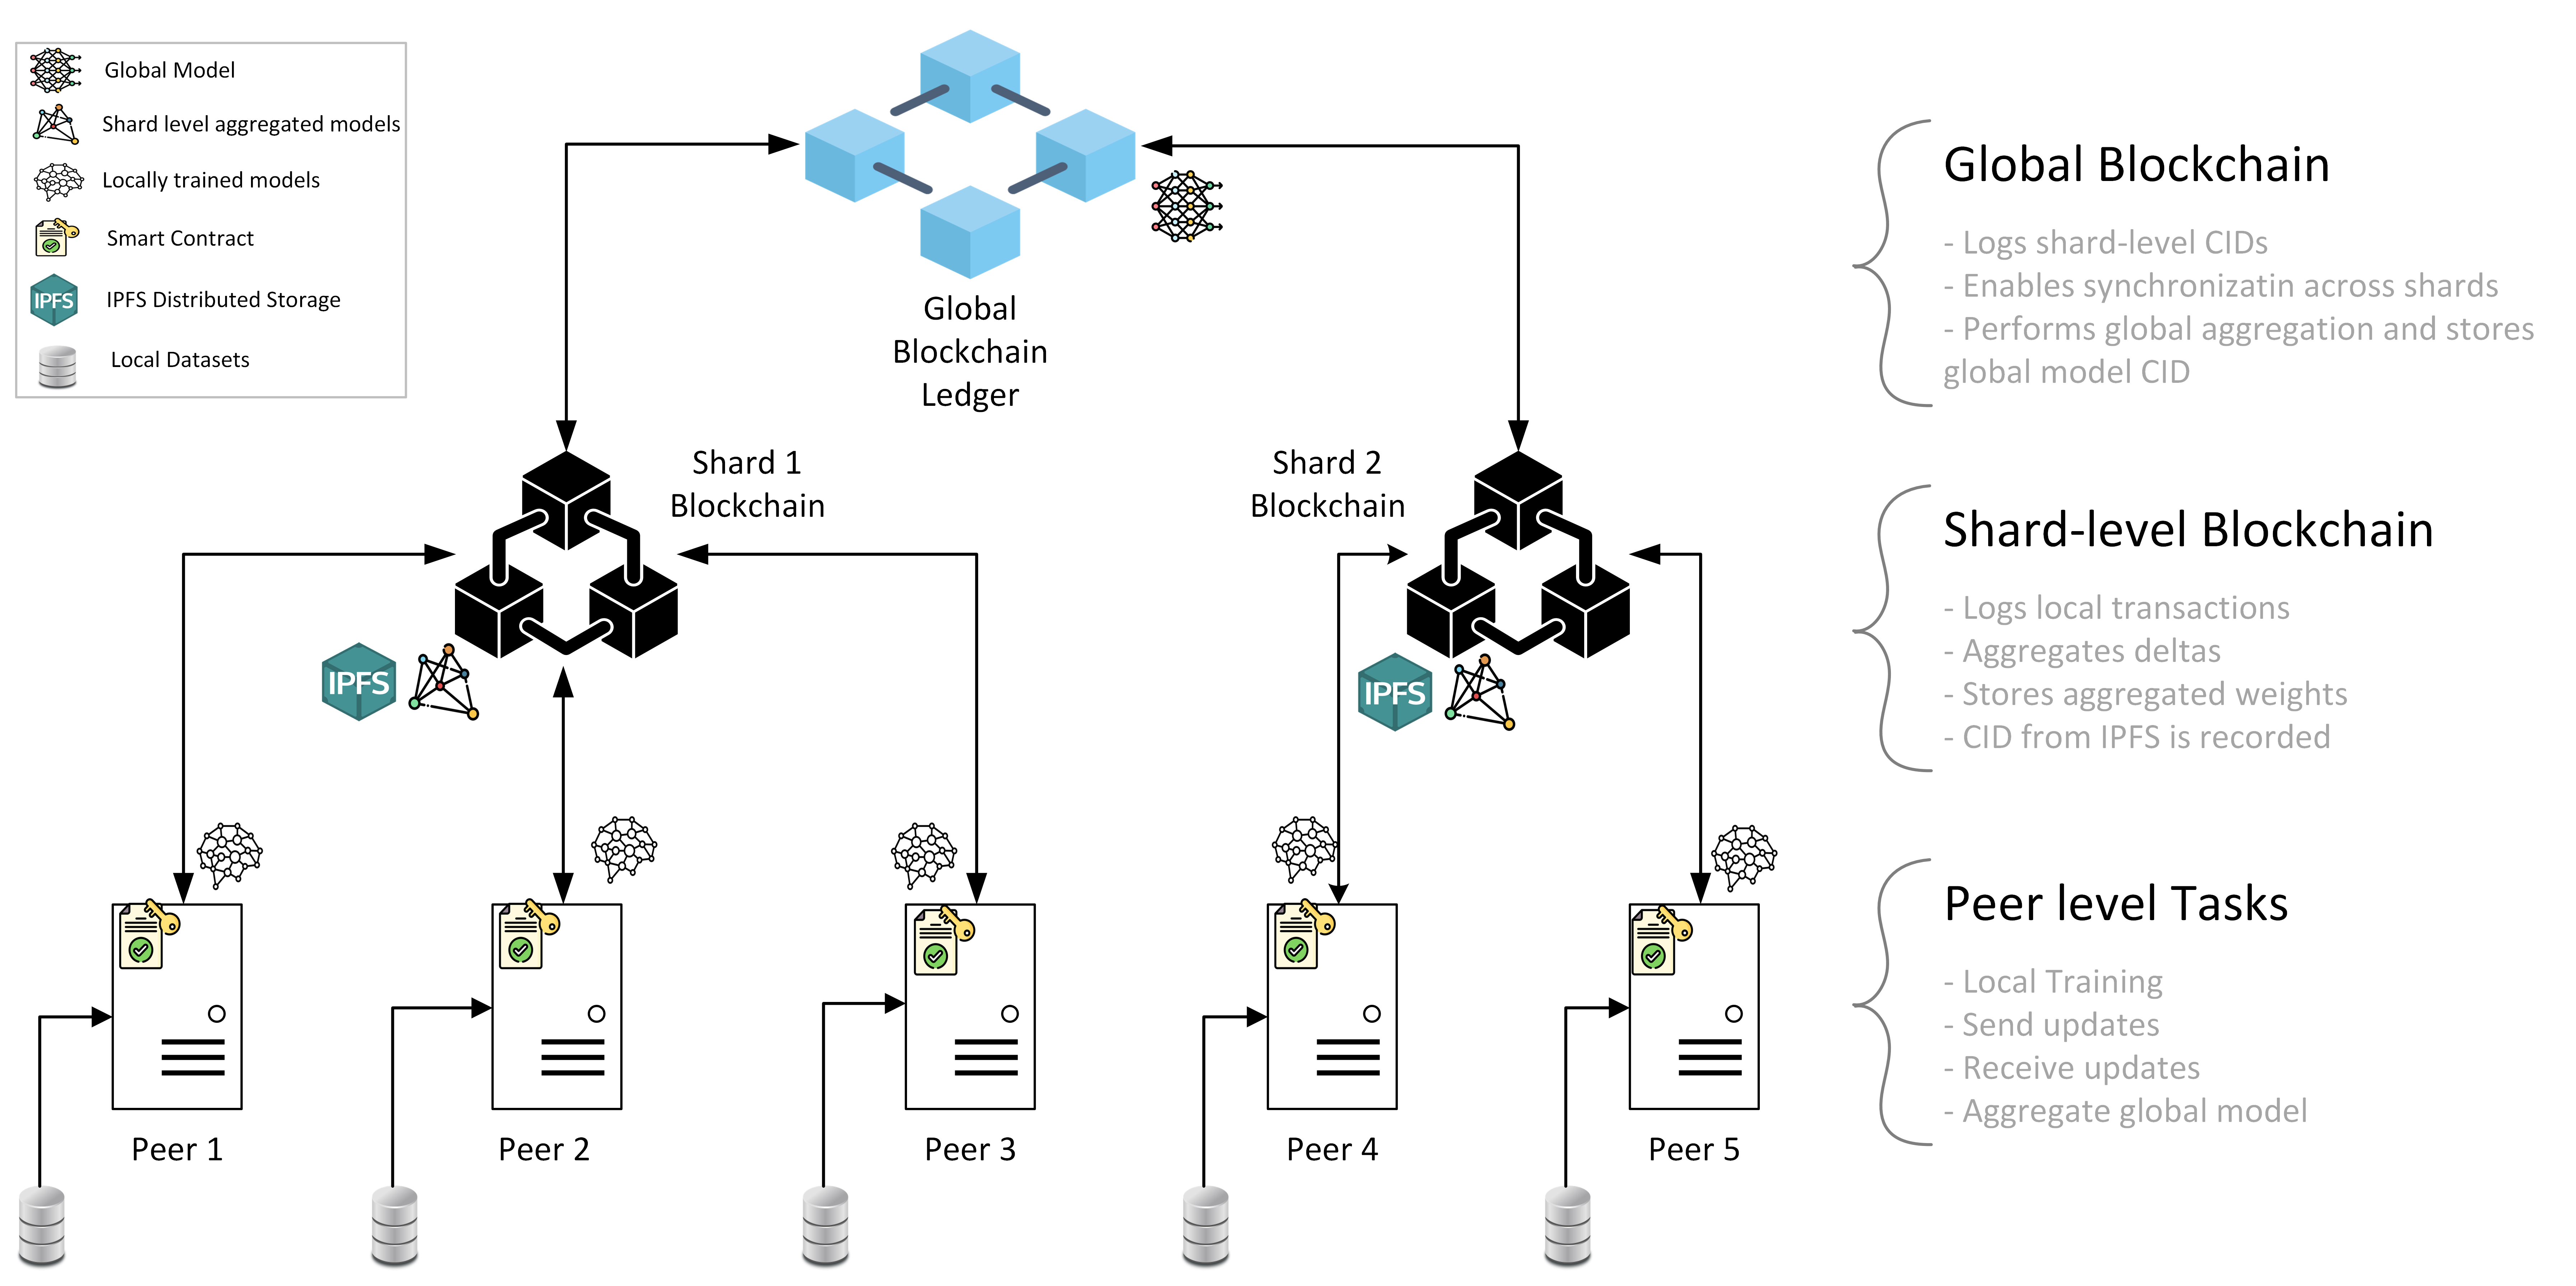 Global Model
Shard level aggregated models
Locally trained models
Smart Contract
IPFS
IPFS Distributed Storage
Local Datasets
Global
Blockchain
Ledger
Global Blockchain
- Logs shard-level CIDs
- Enables synchronizatin across shards
- Performs global aggregation and stores
global model CID
Shard 1
Blockchain
Shard 2
Blockchain
IPFS
IPFS
Shard-level Blockchain
- Logs local transactions
- Aggregates deltas
- Stores aggregated weights
- CID from IPFS is recorded
Peer 1
Peer 2
Peer 3
Peer 4
Peer 5
Peer level Tasks
- Local Training
- Send updates
- Receive updates
- Aggregate global model